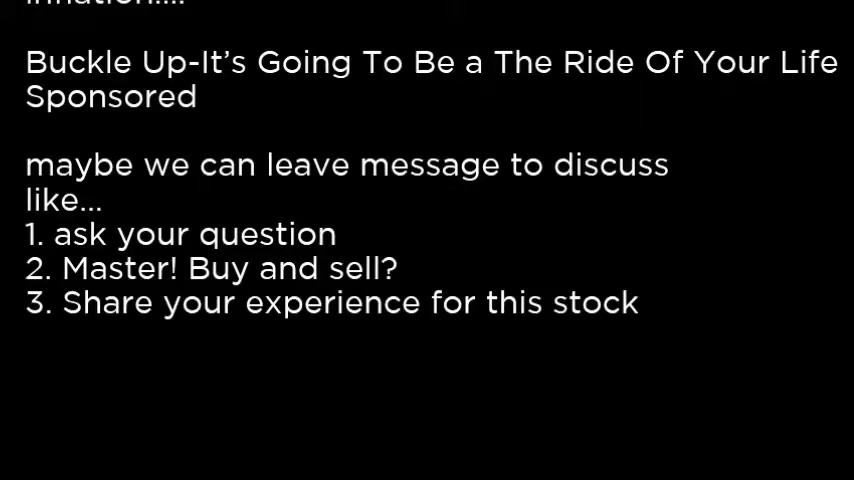 Buckle Up-It’s Going To Be a The Ride Of Your Life
Sponsored
maybe we can leave message to discuss
like...
1. ask your question
2. Master! Buy and sell?
3. Share your experience for this stock